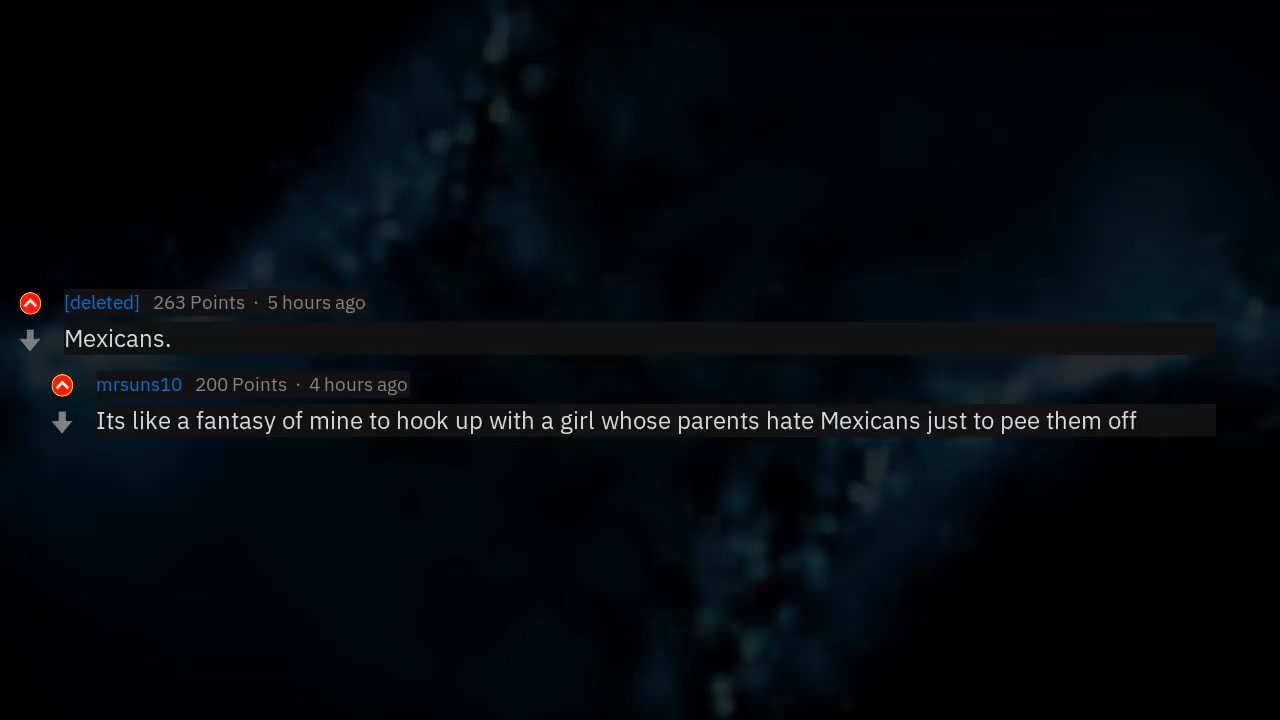 [deleted] 263 Points · 5 hours ago
Mexicans.
mrsuns10 200 Points · 4 hours ago
Its like a fantasy of mine to hook up with a girl whose parents hate Mexicans just to pee them off